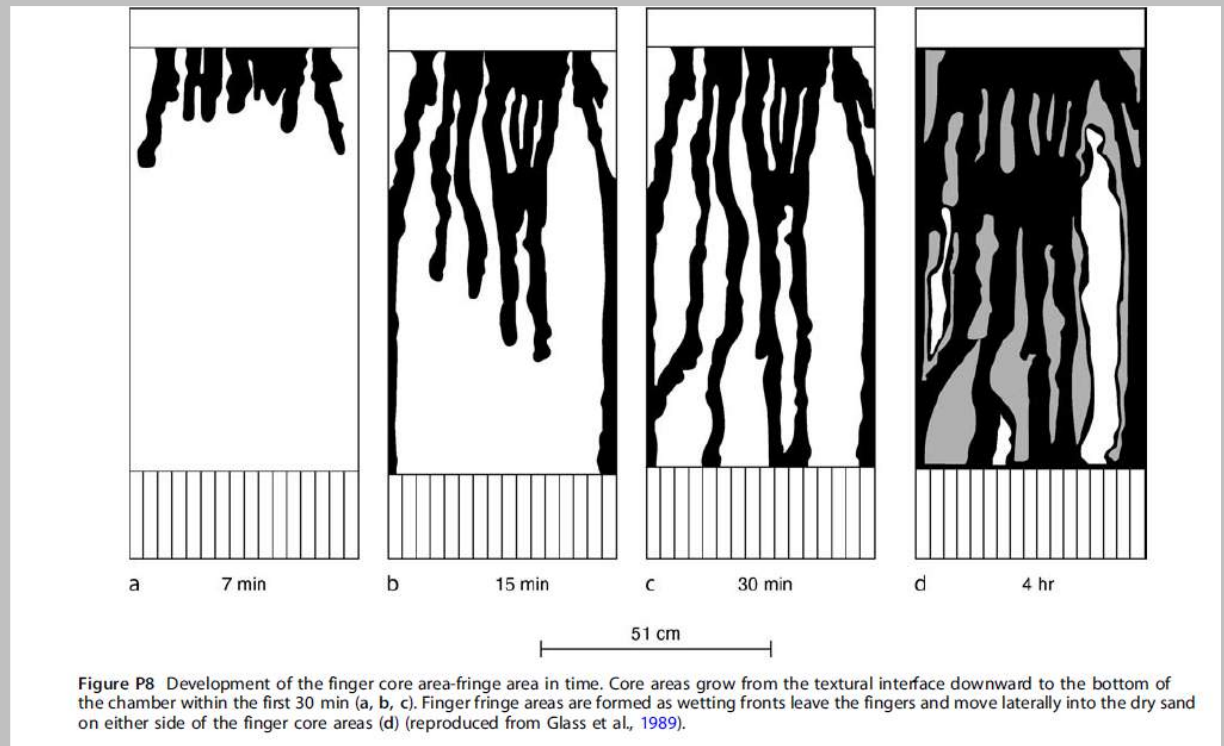 a 7 min b 15 min c 30 min d 4 hr
51 cm
Figure P8 Development of the finger core area-fringe area in time. Core areas grow from the textural interface downward to the bottom of
the chamber within the first 30 min (a, b, c). Finger fringe areas are formed as wetting fronts leave the fingers and move laterally into the dry sand
on either side of the finger core areas (d) (reproduced from Glass et al., 1989).